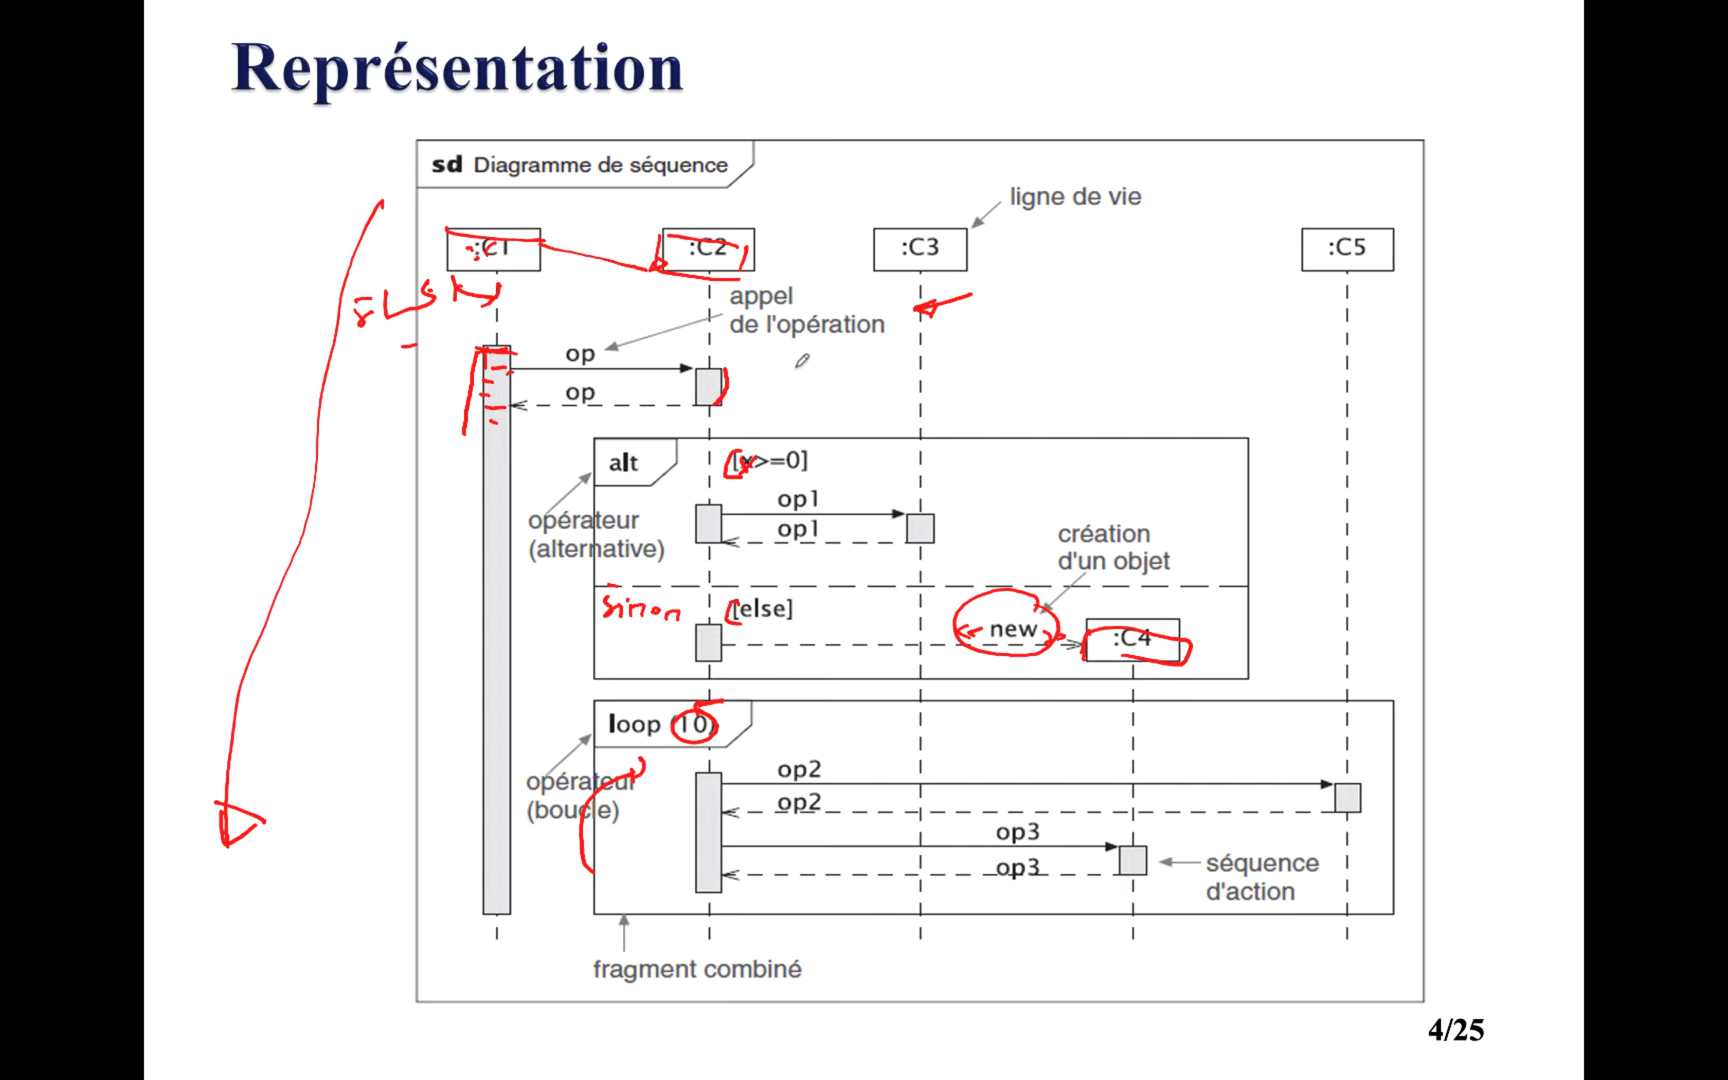 Représentation
sd Diagramme de séquence
ligne de vie
:C1
:C2
:C3
:C5
appel
de l'opération
op
op
alt
[x>=0]
op1
opérateur
(alternative)
op1
création
d'un objet
sinon
[else]
new
:C4
loop (10)
opérateur
(boucle)
op2
op2
op3
op3
séquence
d'action
fragment combiné
4/25